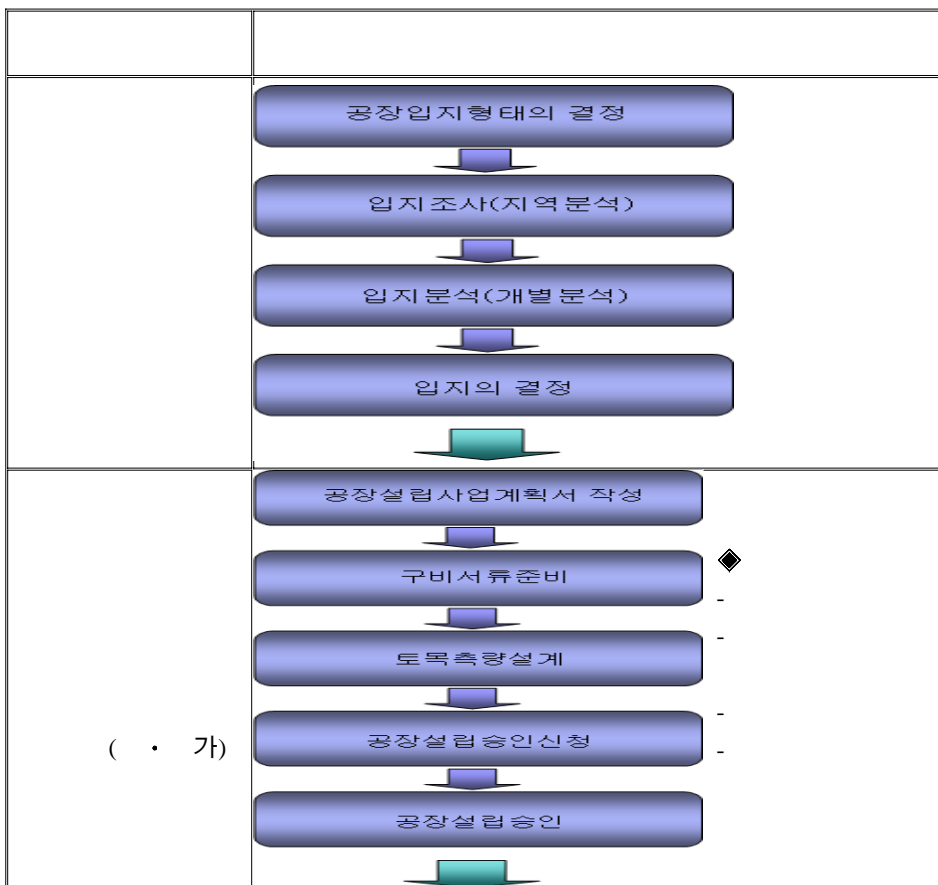 공장입지형태의 결정
입지조사(지역분석)
입지분석(개별분석)
입지의 결정
공장설립사업계획서 작성
◈
구비서류준비
-
-
토목측량설계
-
( · 가)
공장설립승인신청
-
공장설립승인